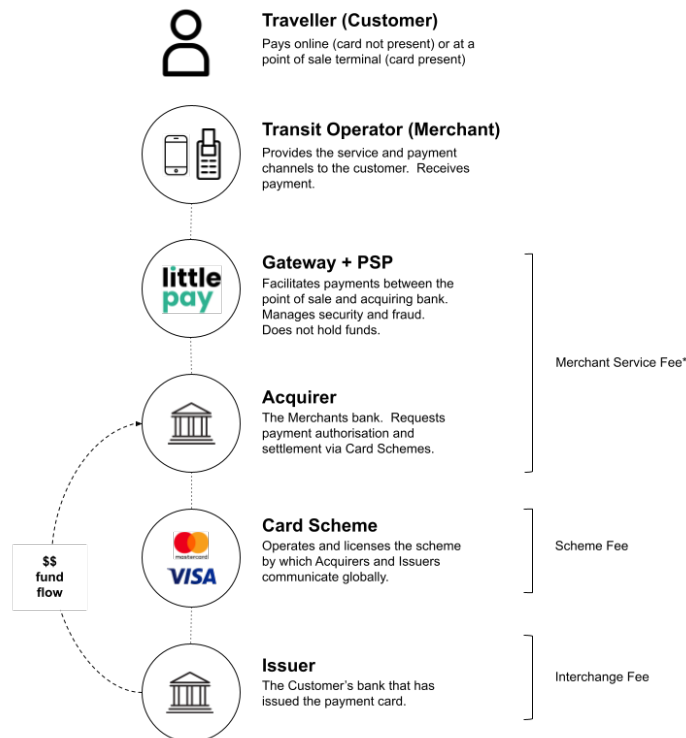 Traveller (Customer)
Pays online (card not present) or at a
point of sale terminal (card present)
Transit Operator (Merchant)
Provides the service and payment
channels to the customer.  Receives
payment.
little
pay
Gateway + PSP
Facilitates payments between the
point of sale and acquiring bank.
Manages security and fraud.
Does not hold funds.
Merchant Service Fee*
Acquirer
The Merchants bank.  Requests
payment authorisation and
settlement via Card Schemes.
mastercard
VISA
Card Scheme
Operates and licenses the scheme
by which Acquirers and Issuers
communicate globally.
Scheme Fee
$$
fund
flow
Issuer
The Customer's bank that has
issued the payment card.
Interchange Fee